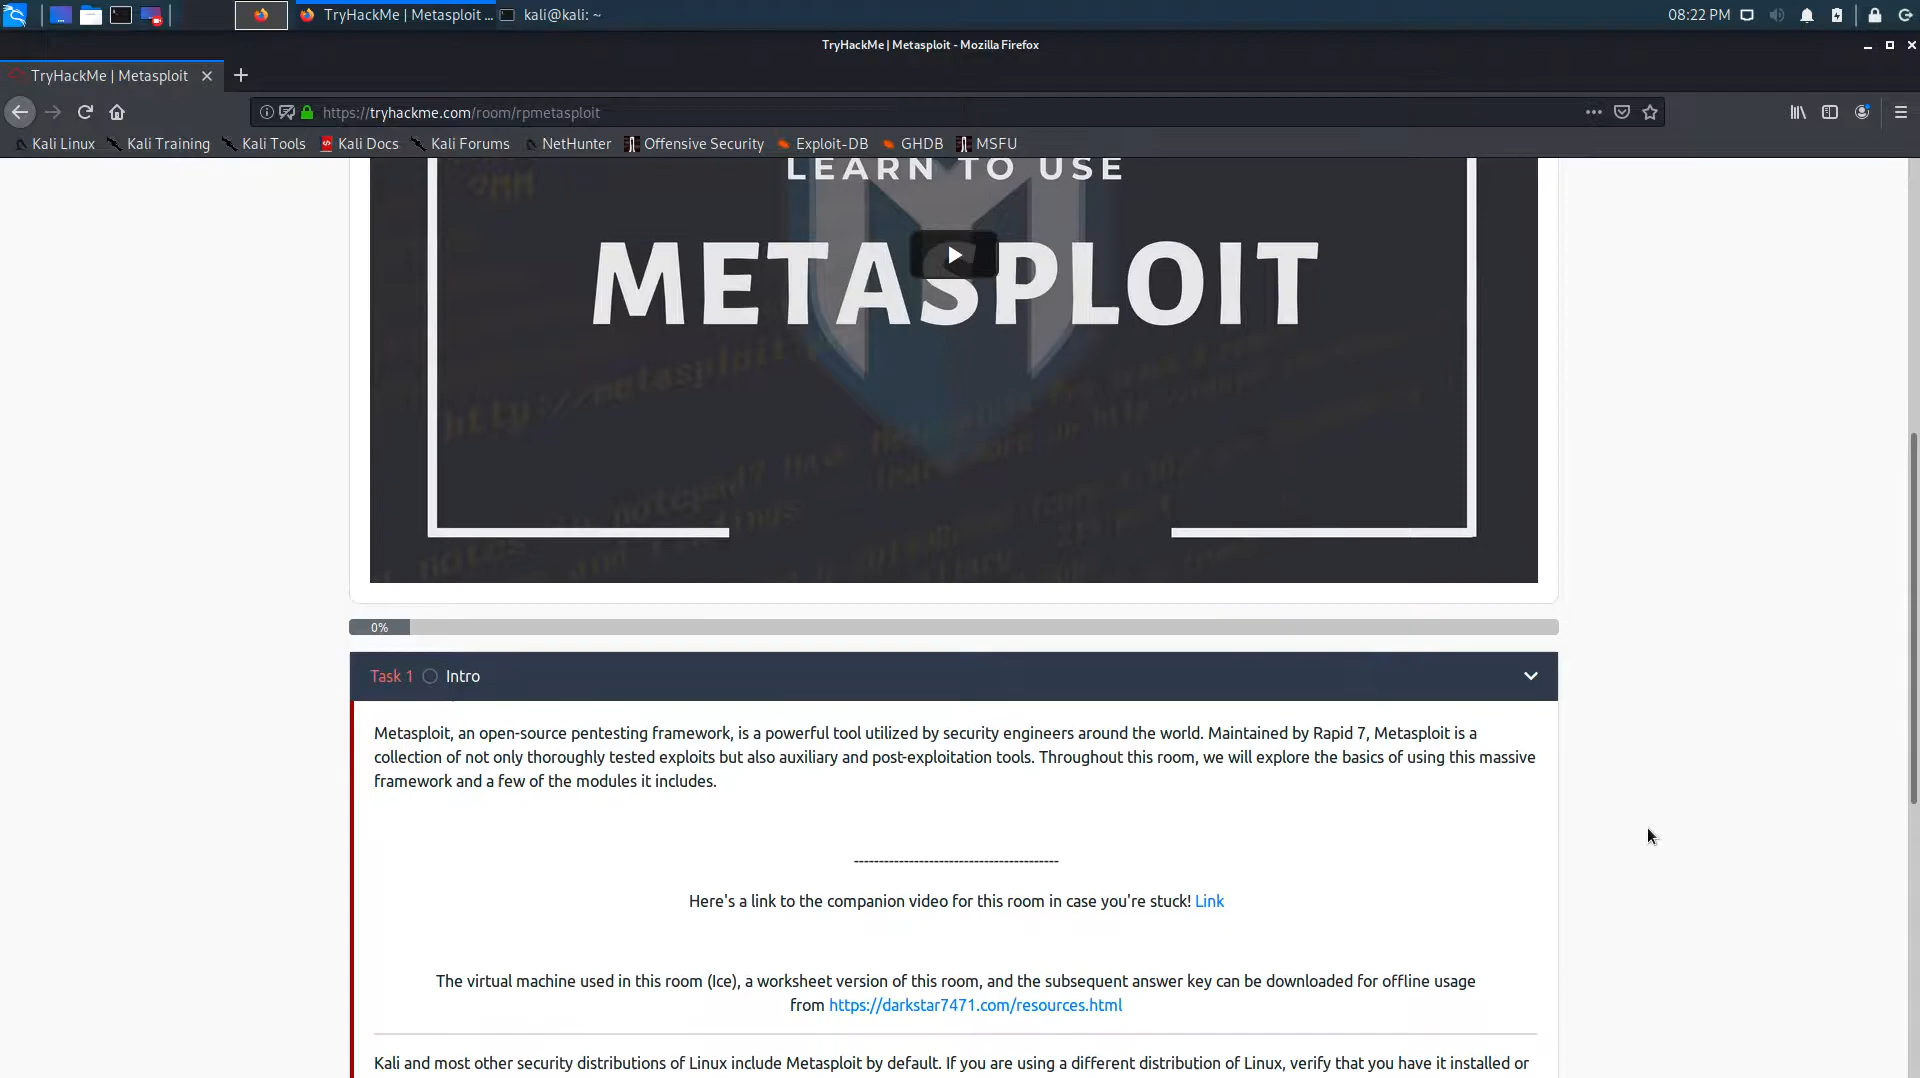 TryHackMe | Metasploit ...
kali@kali: ~
08:22 PM
TryHackMe | Metasploit - Mozilla Firefox
TryHackMe | Metasploit
https://tryhackme.com/room/rpmetasploit
Kali Linux Kali Training Kali Tools Kali Docs Kali Forums NetHunter Offensive Security Exploit-DB GHDB MSFU
LEARN TO USE
METASPLOIT
0%
Task 1 Intro
Metasploit, an open-source pentesting framework, is a powerful tool utilized by security engineers around the world. Maintained by Rapid 7, Metasploit is a
collection of not only thoroughly tested exploits but also auxiliary and post-exploitation tools. Throughout this room, we will explore the basics of using this massive
framework and a few of the modules it includes.
-----------------------------------------
Here's a link to the companion video for this room in case you're stuck! Link
The virtual machine used in this room (Ice), a worksheet version of this room, and the subsequent answer key can be downloaded for offline usage
from https://darkstar7471.com/resources.html
Kali and most other security distributions of Linux include Metasploit by default. If you are using a different distribution of Linux, verify that you have it installed or